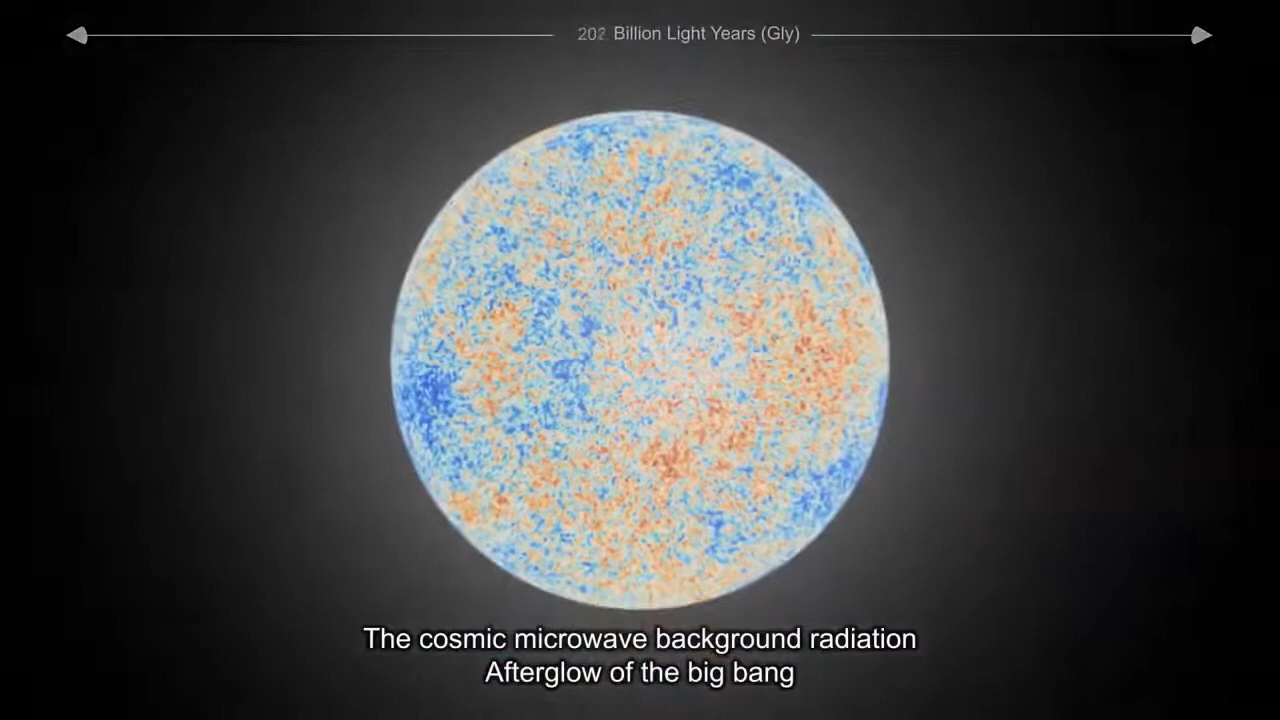 202 Billion Light Years (Gly)
The cosmic microwave background radiation
Afterglow of the big bang